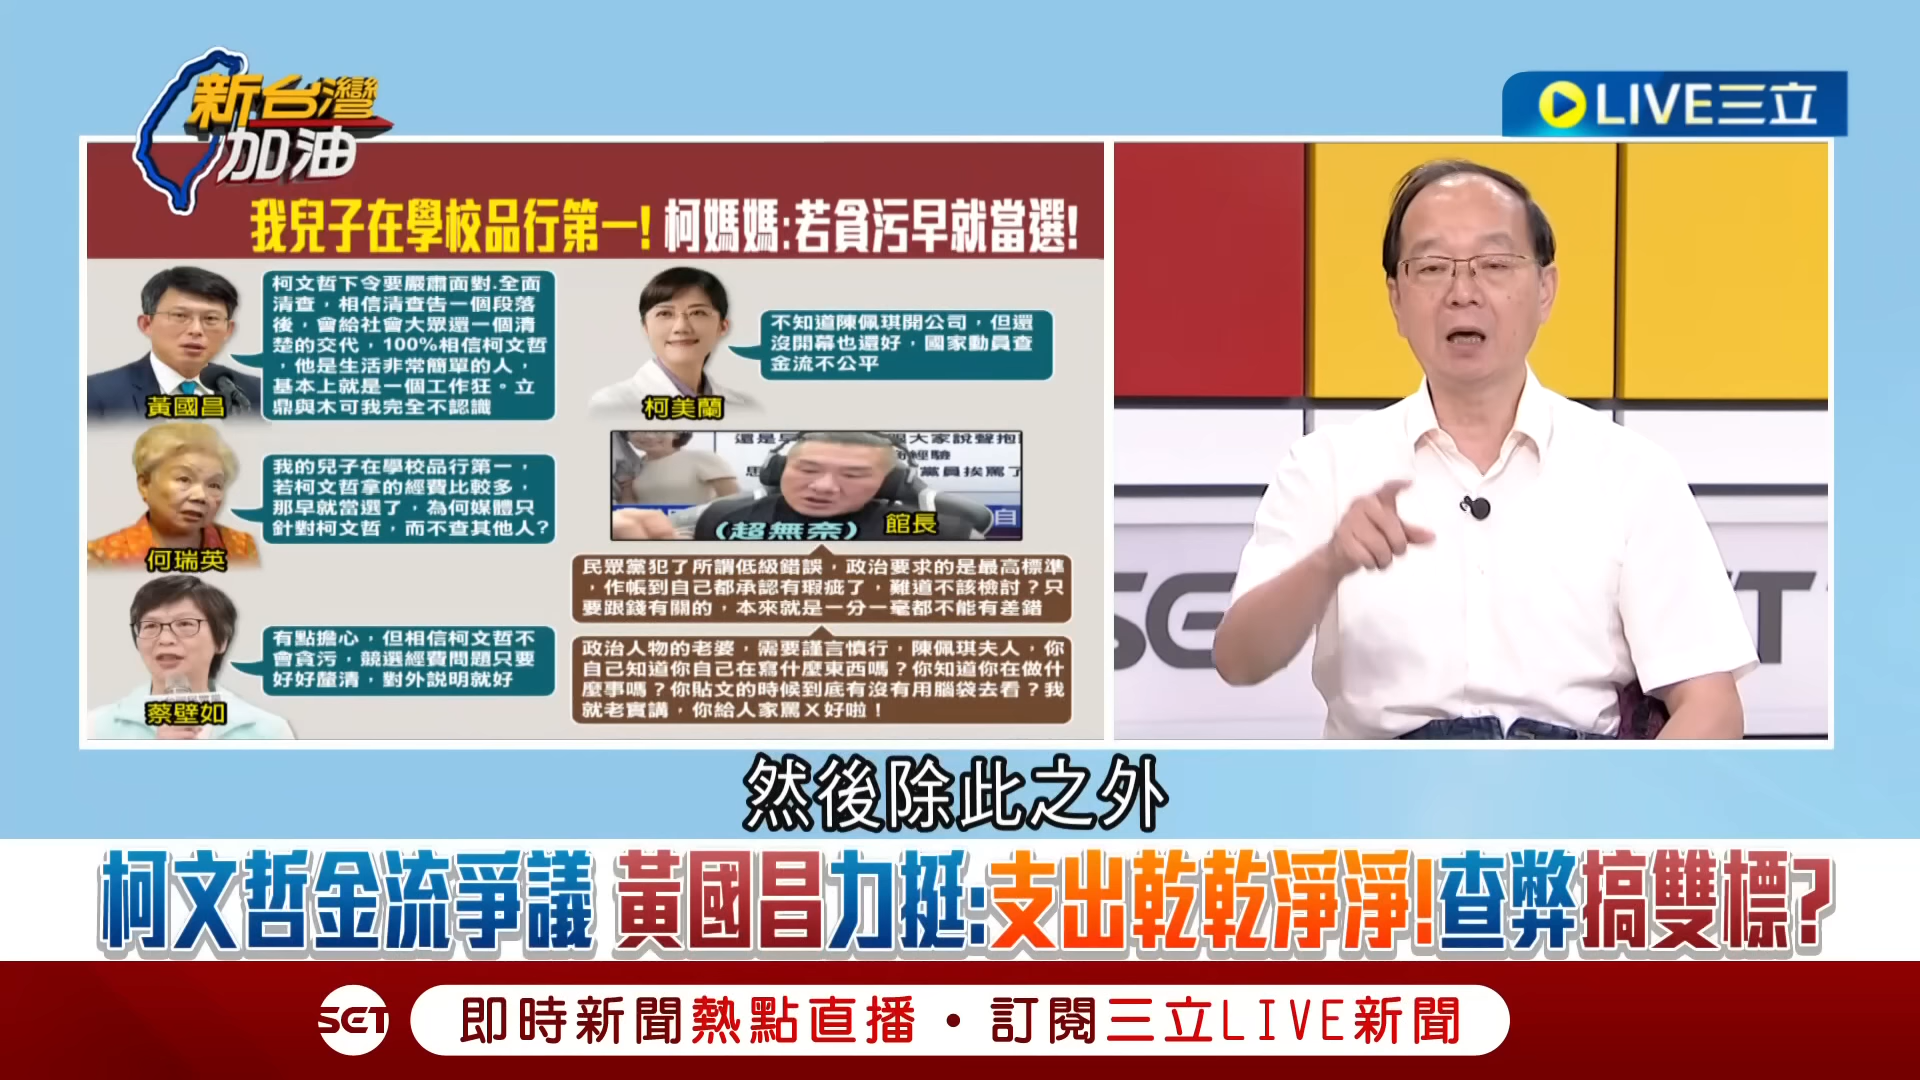 新台灣
加油
LIVE三立
我兒子在學校品行第一! 柯媽媽:若貪污早就當選!
柯文哲下令要嚴肅面對.全面
清查，相信清查告一個段落
後，會給社會大眾還一個清
楚的交代，100%相信柯文哲
，他是生活非常簡單的人，
基本上就是一個工作狂。立
鼎與木可我完全不認識
黃國昌
不知道陳佩琪開公司，但還
沒開幕也還好，國家動員查
金流不公平
柯美蘭
我的兒子在學校品行第一，
若柯文哲拿的經費比較多，
那早就當選了，為何媒體只
針對柯文哲，而不查其他人?
何瑞英
大家說聲抱
經驗
黨員挨罵了
自
(超無奈)
館長
民眾黨犯了所謂低級錯誤，政治要求的是最高標準
，作帳到自己都承認有瑕疵了，難道不該檢討？只
要跟錢有關的，本來就是一分一毫都不能有差錯
有點擔心，但相信柯文哲不
會貪污，競選經費問題只要
好好釐清，對外說明就好
蔡壁如
政治人物的老婆，需要謹言慎行，陳佩琪夫人，你
自己知道你自己在寫什麼東西嗎？你知道你在做什
麼事嗎？你貼文的時候到底有沒有用腦袋去看？我
就老實講，你給人家罵X好啦！
SET
然後除此之外
柯文哲金流爭議 黃國昌力挺:支出乾乾淨淨!查弊搞雙標?
SET 即時新聞熱點直播・訂閱三立LIVE新聞